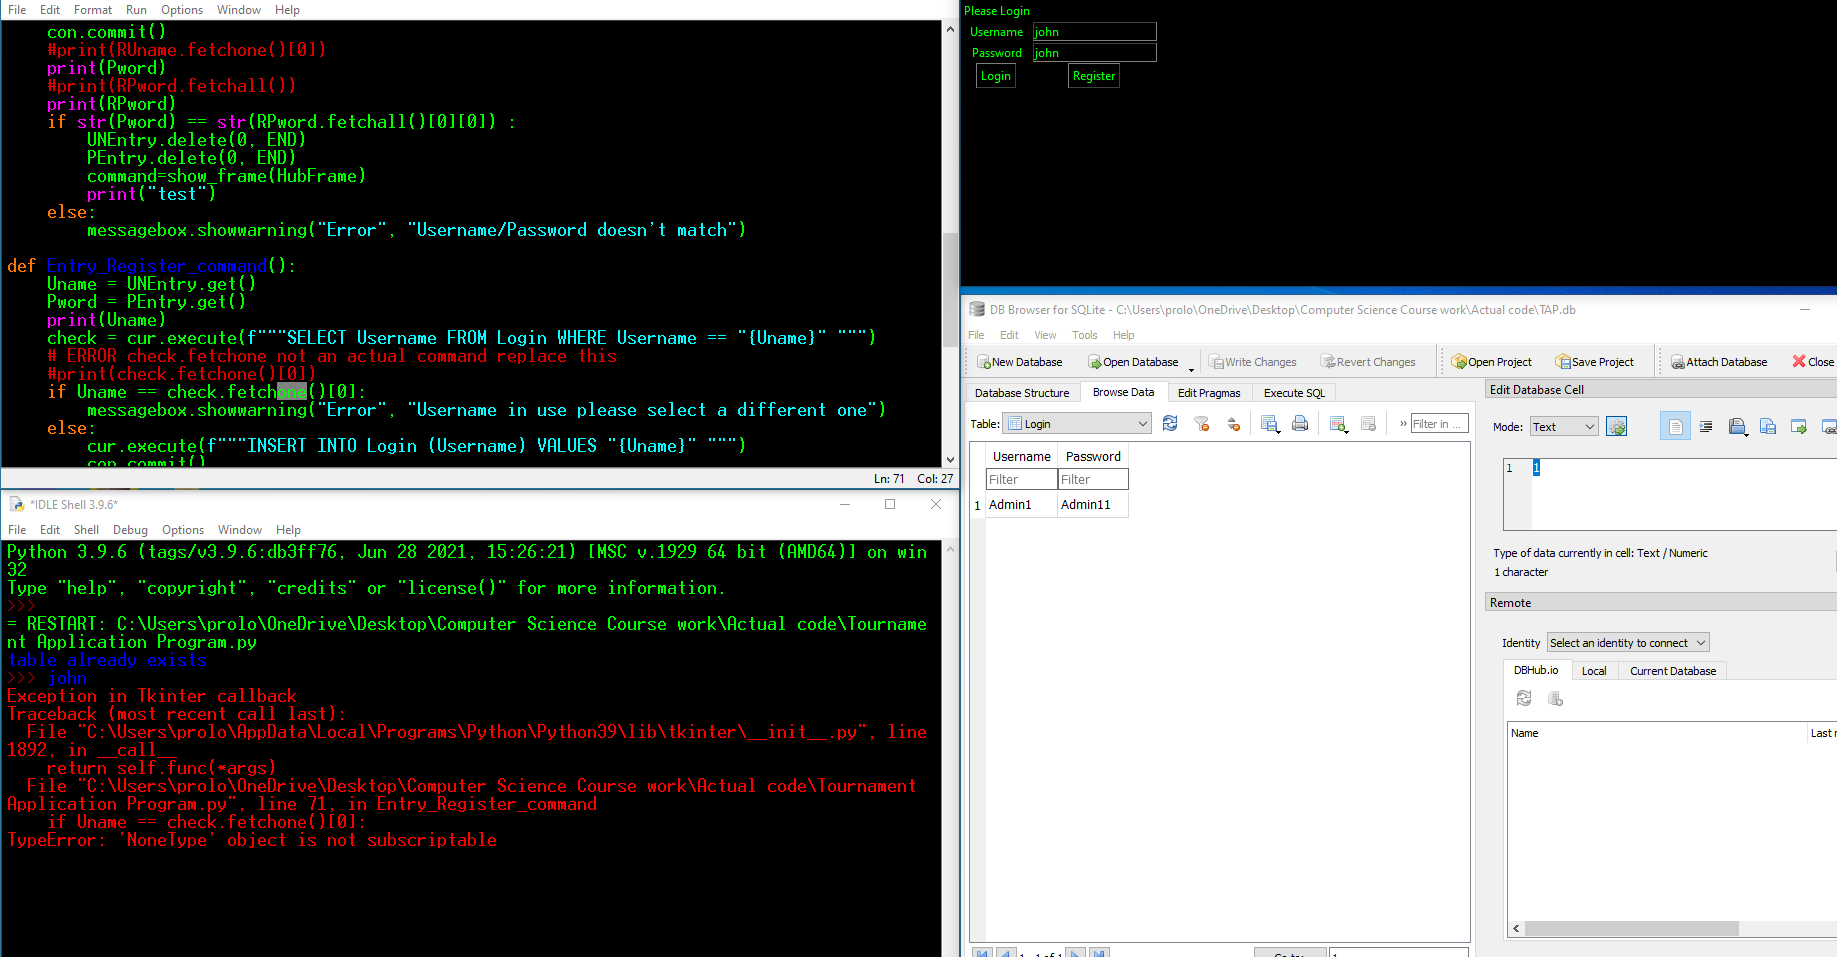 File Edit Format Run Options Window Help
con.commit()
#print(RUname.fetchone()[0])
print(Pword)
#print(RPword.fetchall())
print(RPword)
if str(Pword) == str(RPword.fetchall()[0][0]) :
UNEntry.delete(0, END)
PEntry.delete(0, END)
command=show_frame(HubFrame)
print("test")
else:
messagebox.showwarning("Error", "Username/Password doesn't match")
def Entry_Register_command():
Uname = UNEntry.get()
Pword = PEntry.get()
print(Uname)
check = cur.execute(f"""SELECT Username FROM Login WHERE Username == "{Uname}" """)
# ERROR check.fetchone not an actual command replace this
#print(check.fetchone()[0])
if Uname == check.fetchone()[0]:
messagebox.showwarning("Error", "Username in use please select a different one")
else:
cur.execute(f"""INSERT INTO Login (Username) VALUES "{Uname}" """)
con.commit()
Ln: 71 Col: 27
*IDLE Shell 3.9.6*
File Edit Shell Debug Options Window Help
Python 3.9.6 (tags/v3.9.6:db3ff76, Jun 28 2021, 15:26:21) [MSC v.1929 64 bit (AMD64)] on win
32
Type "help", "copyright", "credits" or "license()" for more information.
>>>
= RESTART: C:\Users\prolo\OneDrive\Desktop\Computer Science Course work\Actual code\Tourname
nt Application Program.py
table already exists
>>> john
Exception in Tkinter callback
Traceback (most recent call last):
File "C:\Users\prolo\AppData\Local\Programs\Python\Python39\lib\tkinter\__init__.py", line
1892, in __call__
return self.func(*args)
File "C:\Users\prolo\OneDrive\Desktop\Computer Science Course work\Actual code\Tournament
Application Program.py", line 71, in Entry_Register_command
if Uname == check.fetchone()[0]:
TypeError: 'NoneType' object is not subscriptable
Please Login
Username john
Password john
Login Register
DB Browser for SQLite - C:\Users\prolo\OneDrive\Desktop\Computer Science Course work\Actual code\TAP.db
File Edit View Tools Help
New Database Open Database Write Changes Revert Changes Open Project Save Project Attach Database Close
Database Structure Browse Data Edit Pragmas Execute SQL
Table: Login » Filter in ...
Username Password
Filter Filter
1 Admin1 Admin11
1 - 1 of 1 Go to: 1
Edit Database Cell
Mode: Text
1 1
Type of data currently in cell: Text / Numeric
1 character
Remote
Identity Select an identity to connect
DBHub.io Local Current Database
Name Last